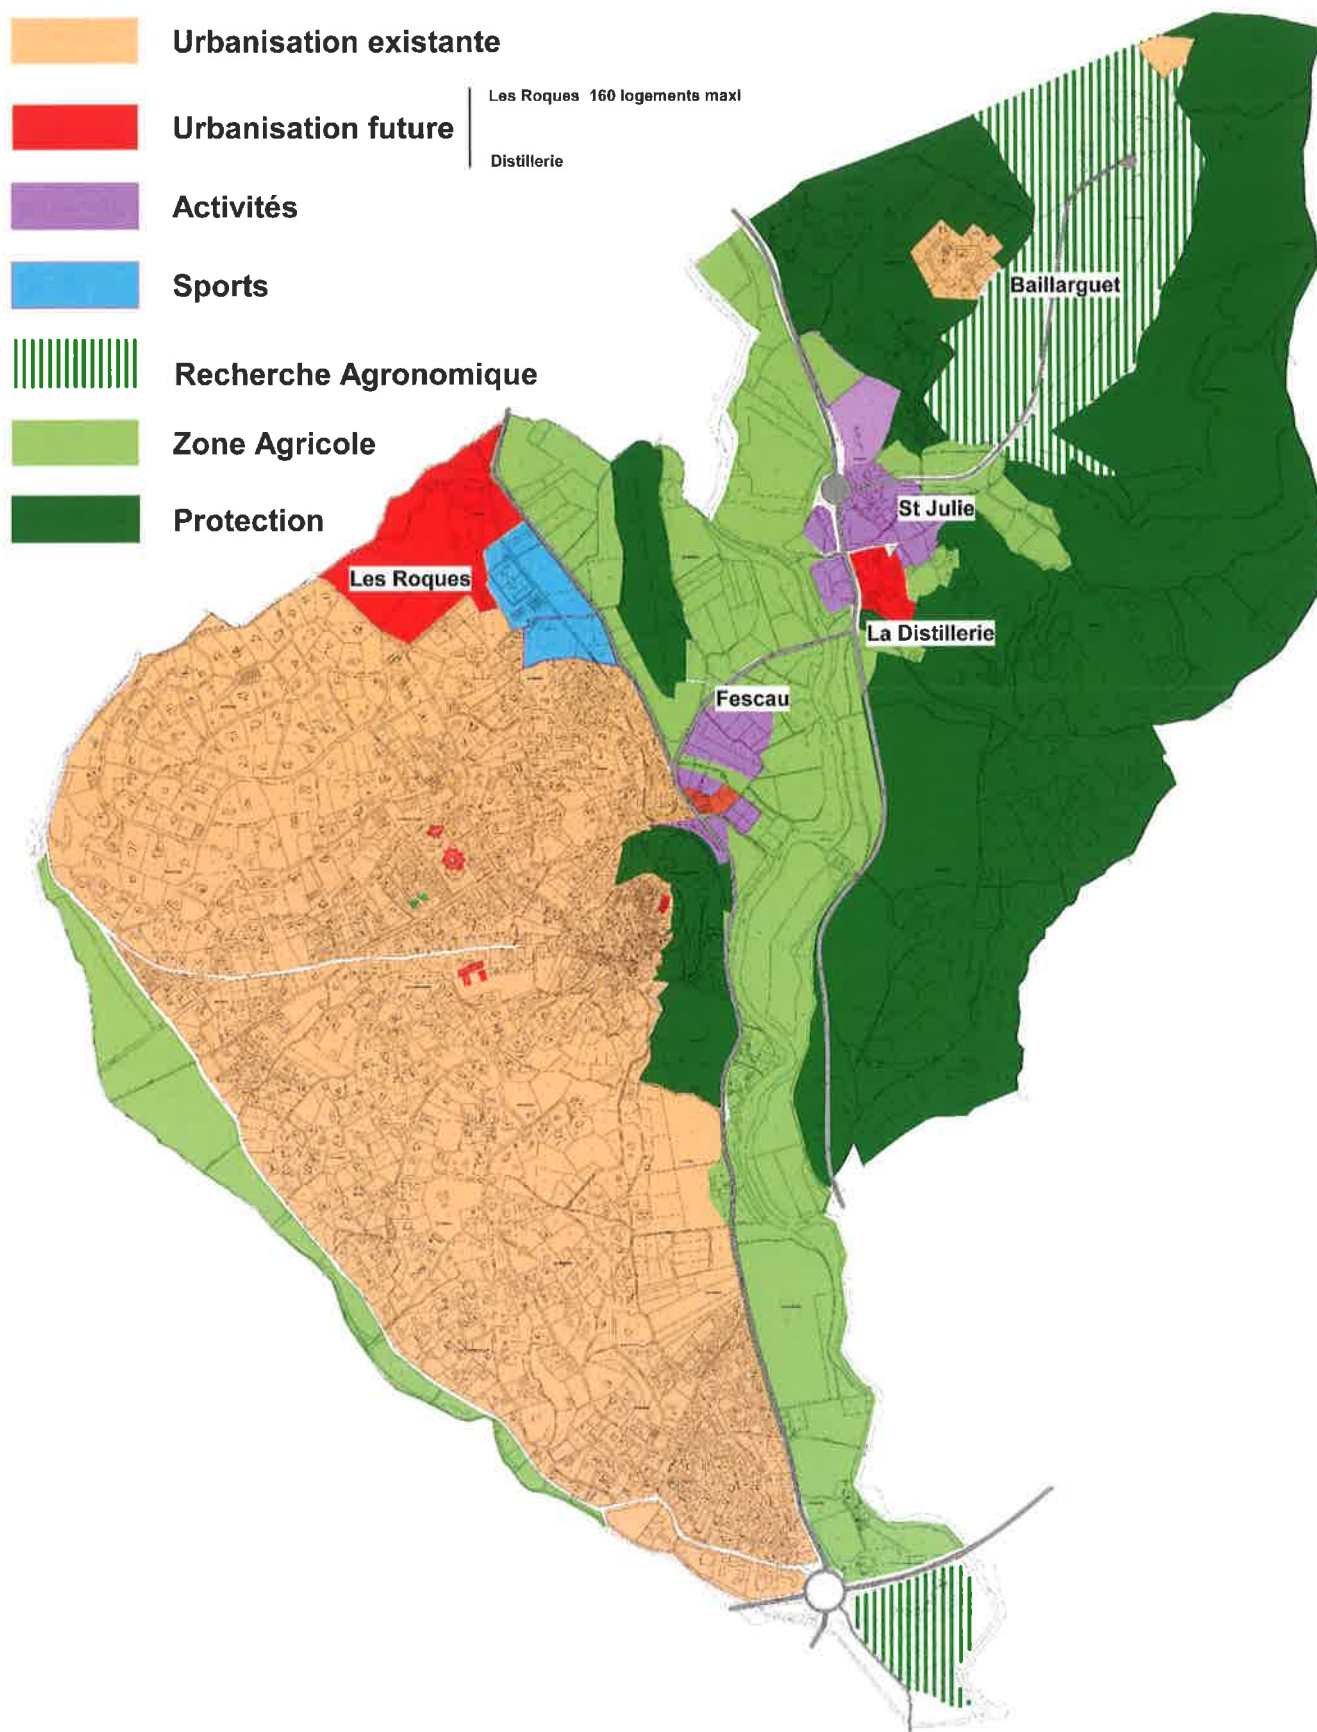 Urbanisation existante
Urbanisation future
Les Roques 160 logements maxi
Distillerie
Activités
Sports
Recherche Agronomique
Zone Agricole
Protection
Baillarguet
St Julie
Les Roques
La Distillerie
Fescau